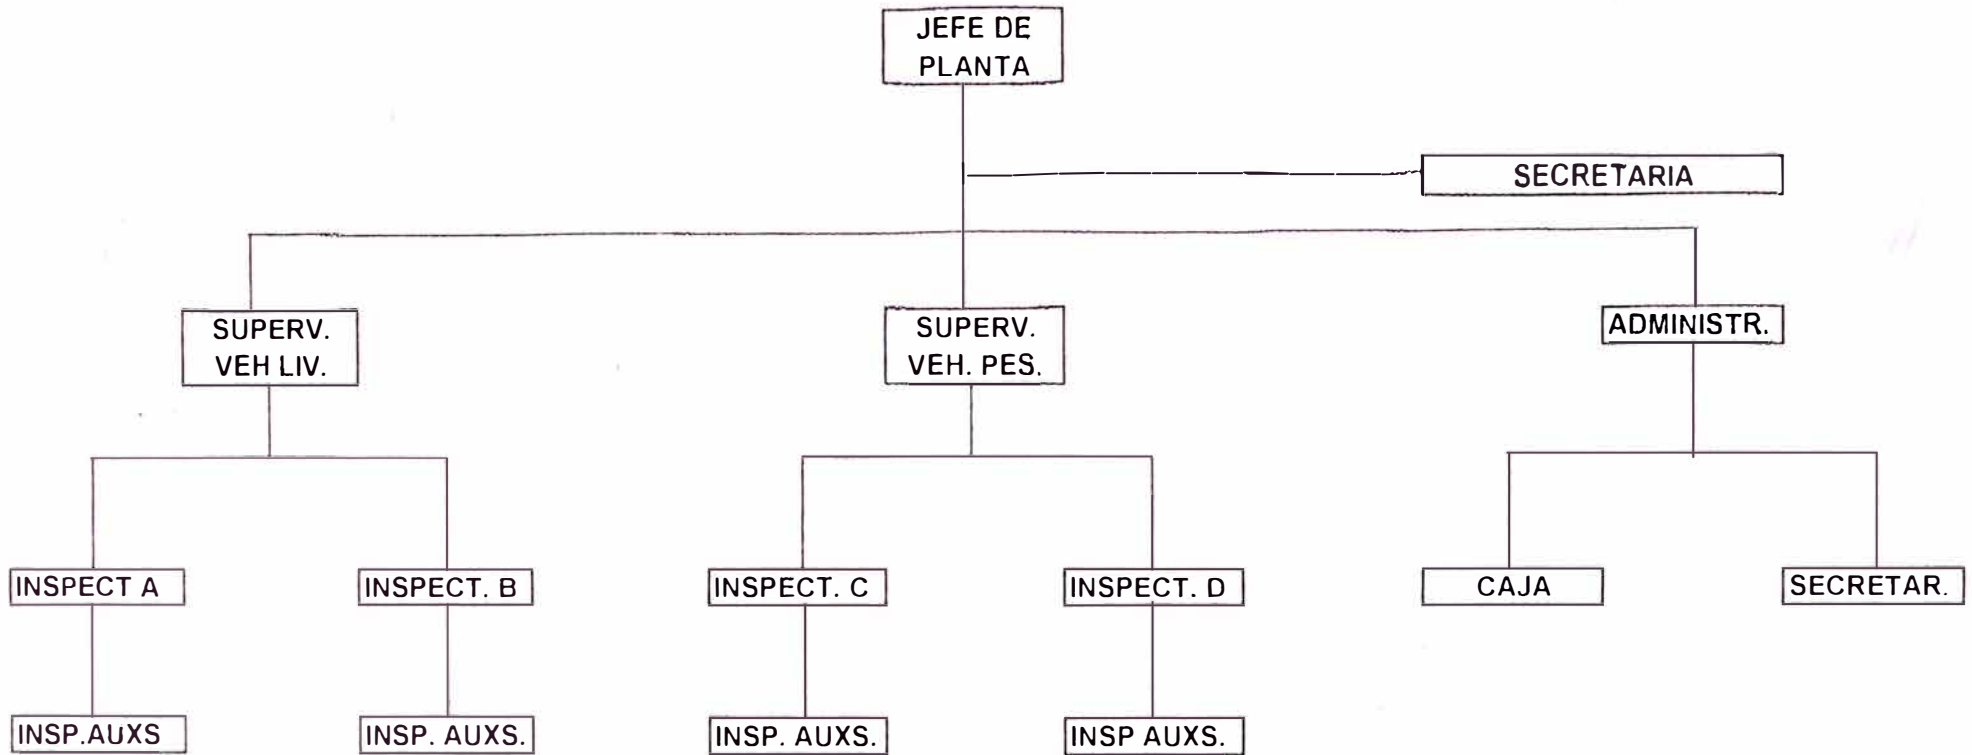 JEFE DE
PLANTA
SECRETARIA
SUPERV.
VEH LIV.
SUPERV.
VEH. PES.
ADMINISTR.
INSPECT A
INSPECT. B
INSPECT. C
INSPECT. D
CAJA
SECRETAR.
INSP.AUXS
INSP. AUXS.
INSP. AUXS.
INSP AUXS.